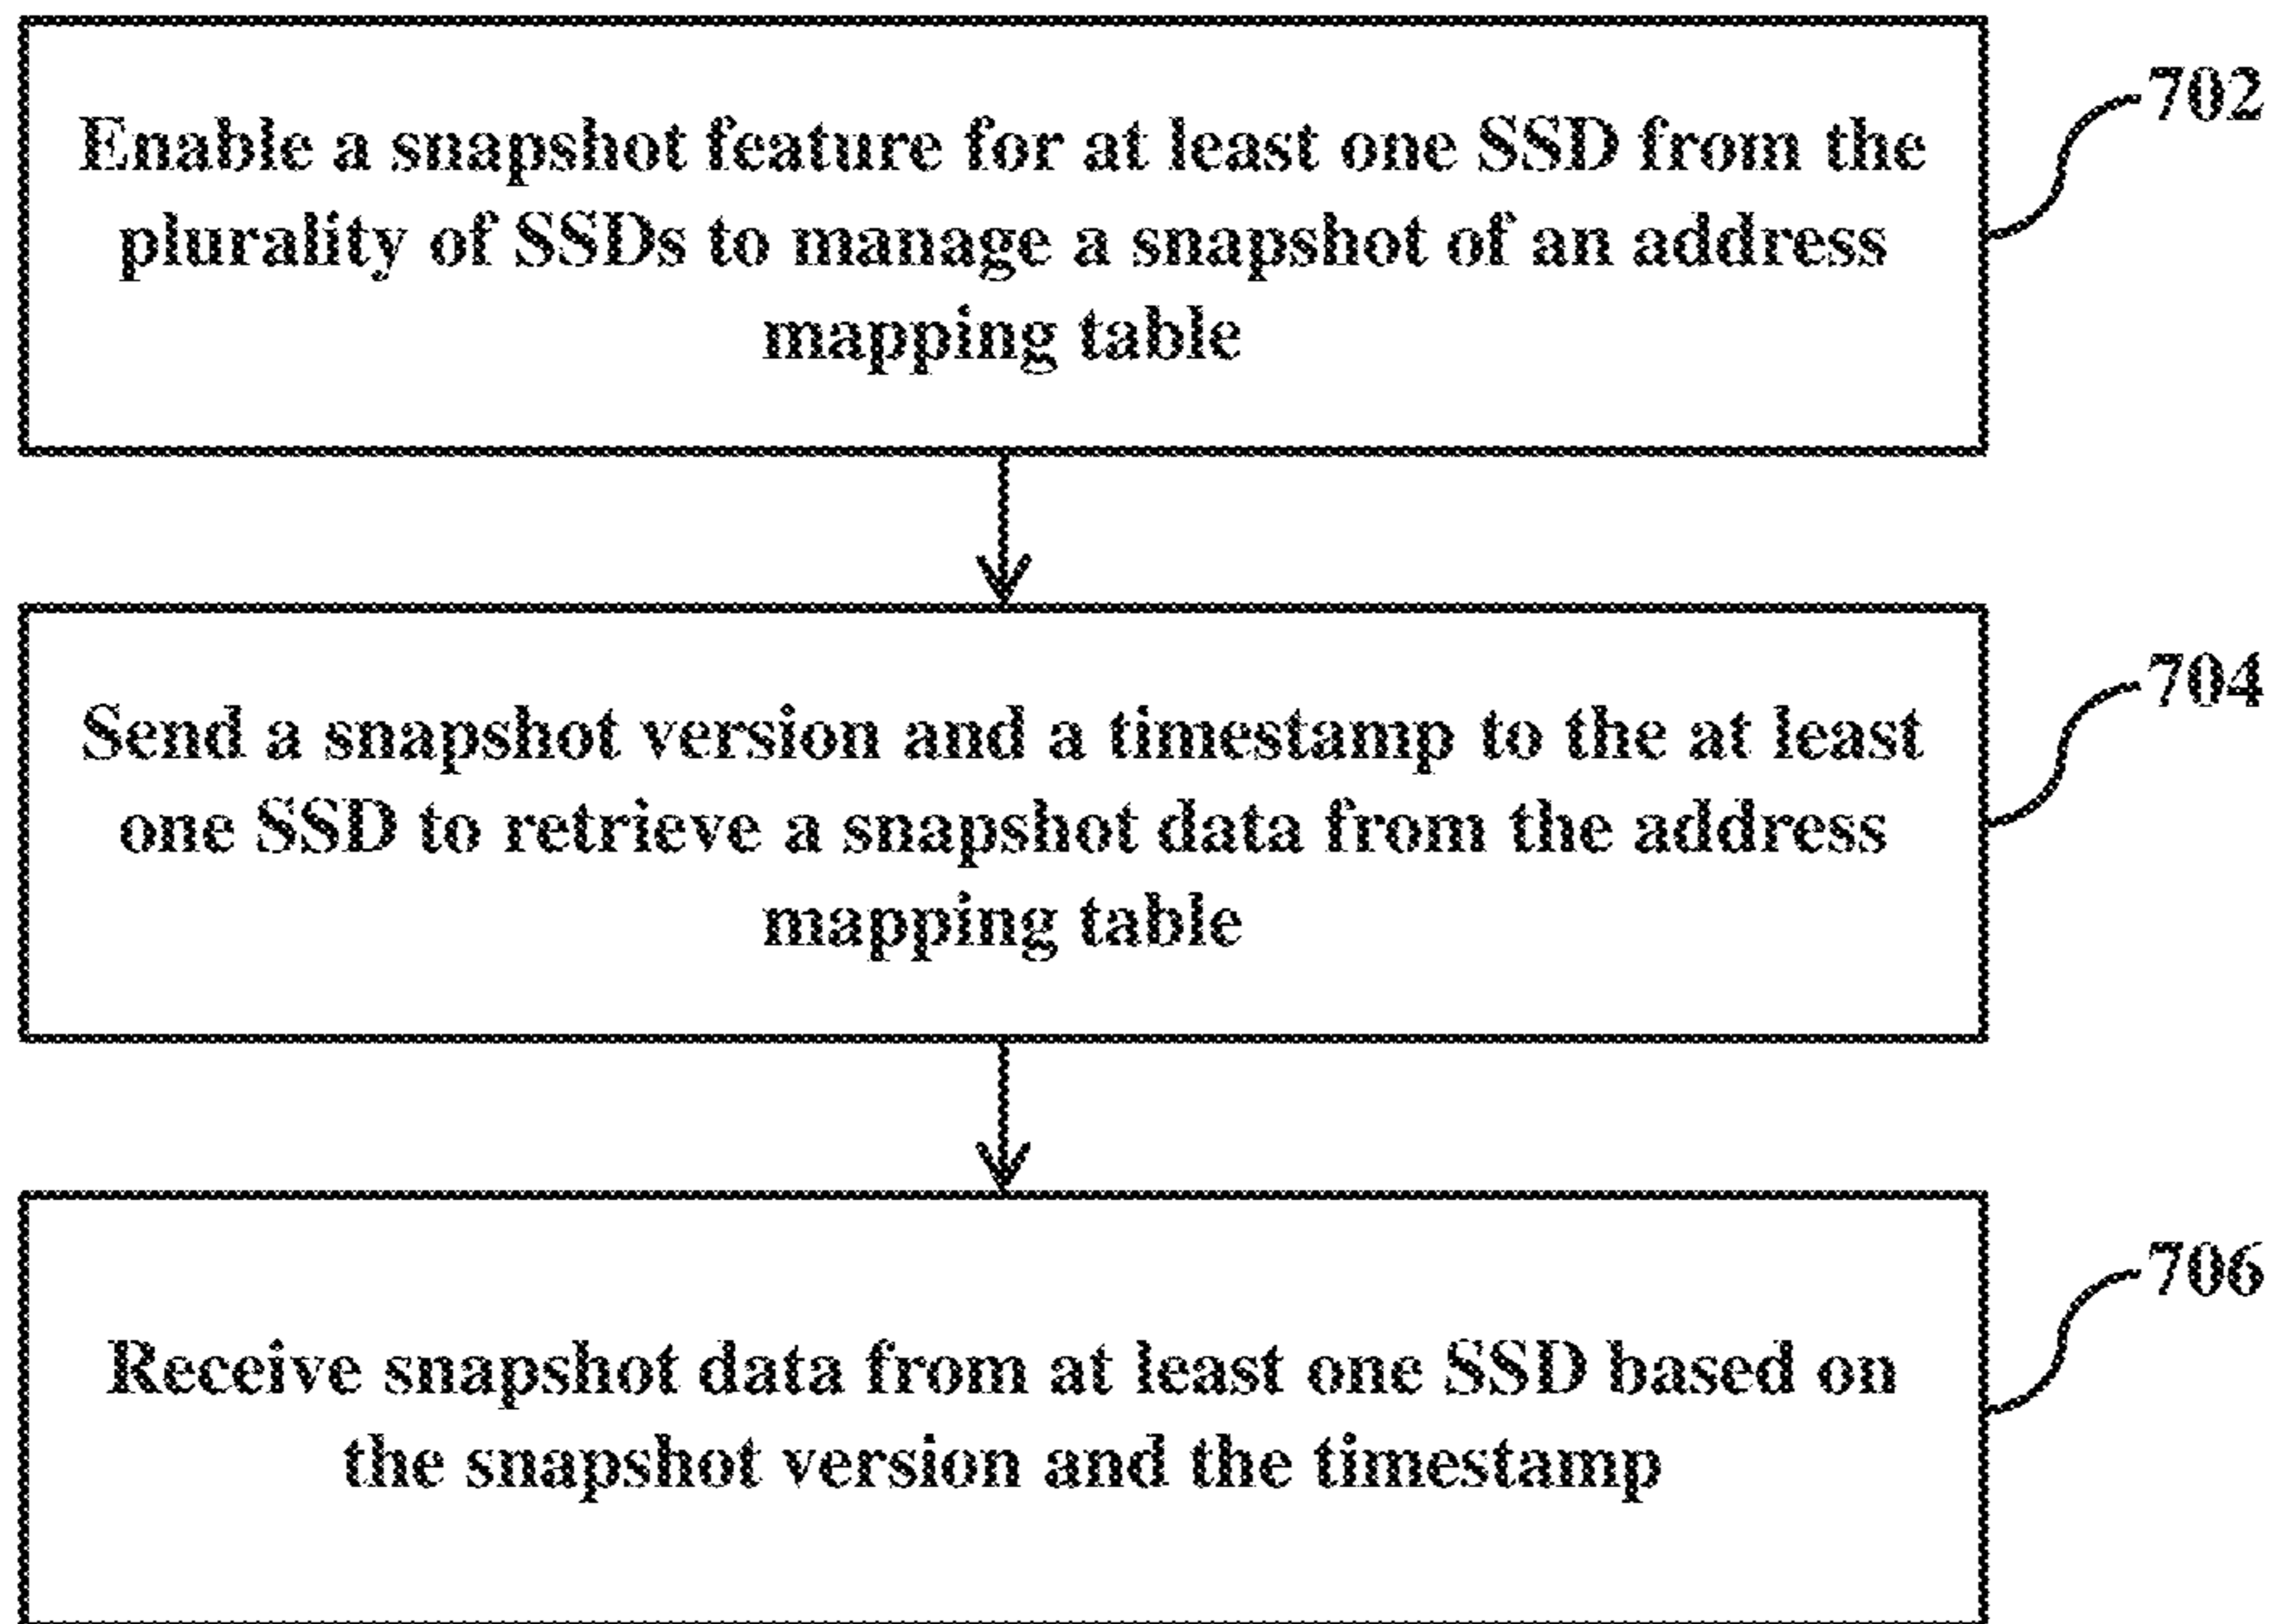 Enable a snapshot feature for at least one SSD from the
plurality of SSDs to manage a snapshot of an address
mapping table
702
Send a snapshot version and a timestamp to the at least
one SSD to retrieve a snapshot data from the address
mapping table
704
Receive snapshot data from at least one SSD based on
the snapshot version and the timestamp
706